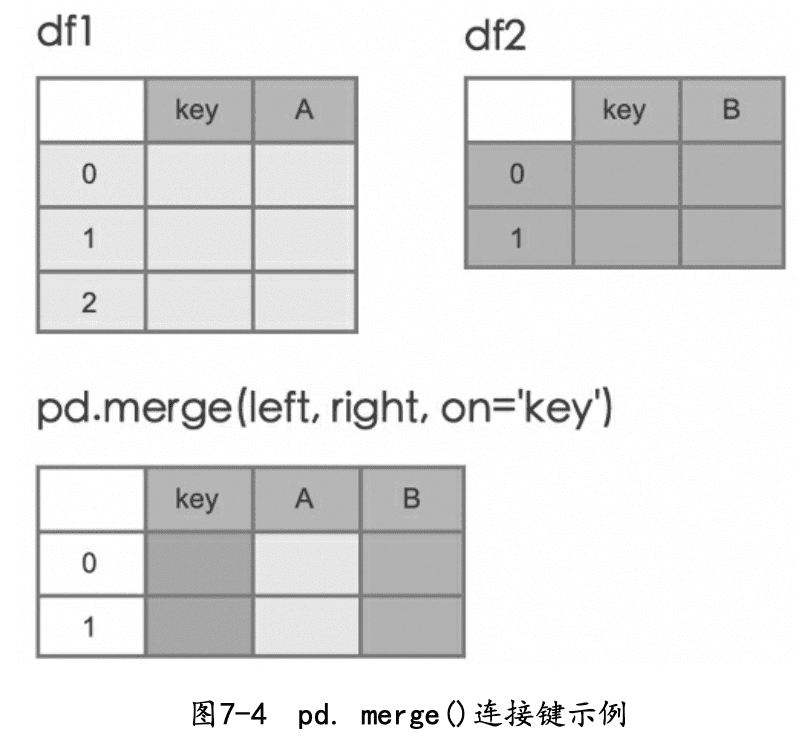 df1
df2
key A
key B
0
0
1
1
2
pd.merge(left, right, on='key')
key A B
0
1
图7-4 pd. merge()连接键示例